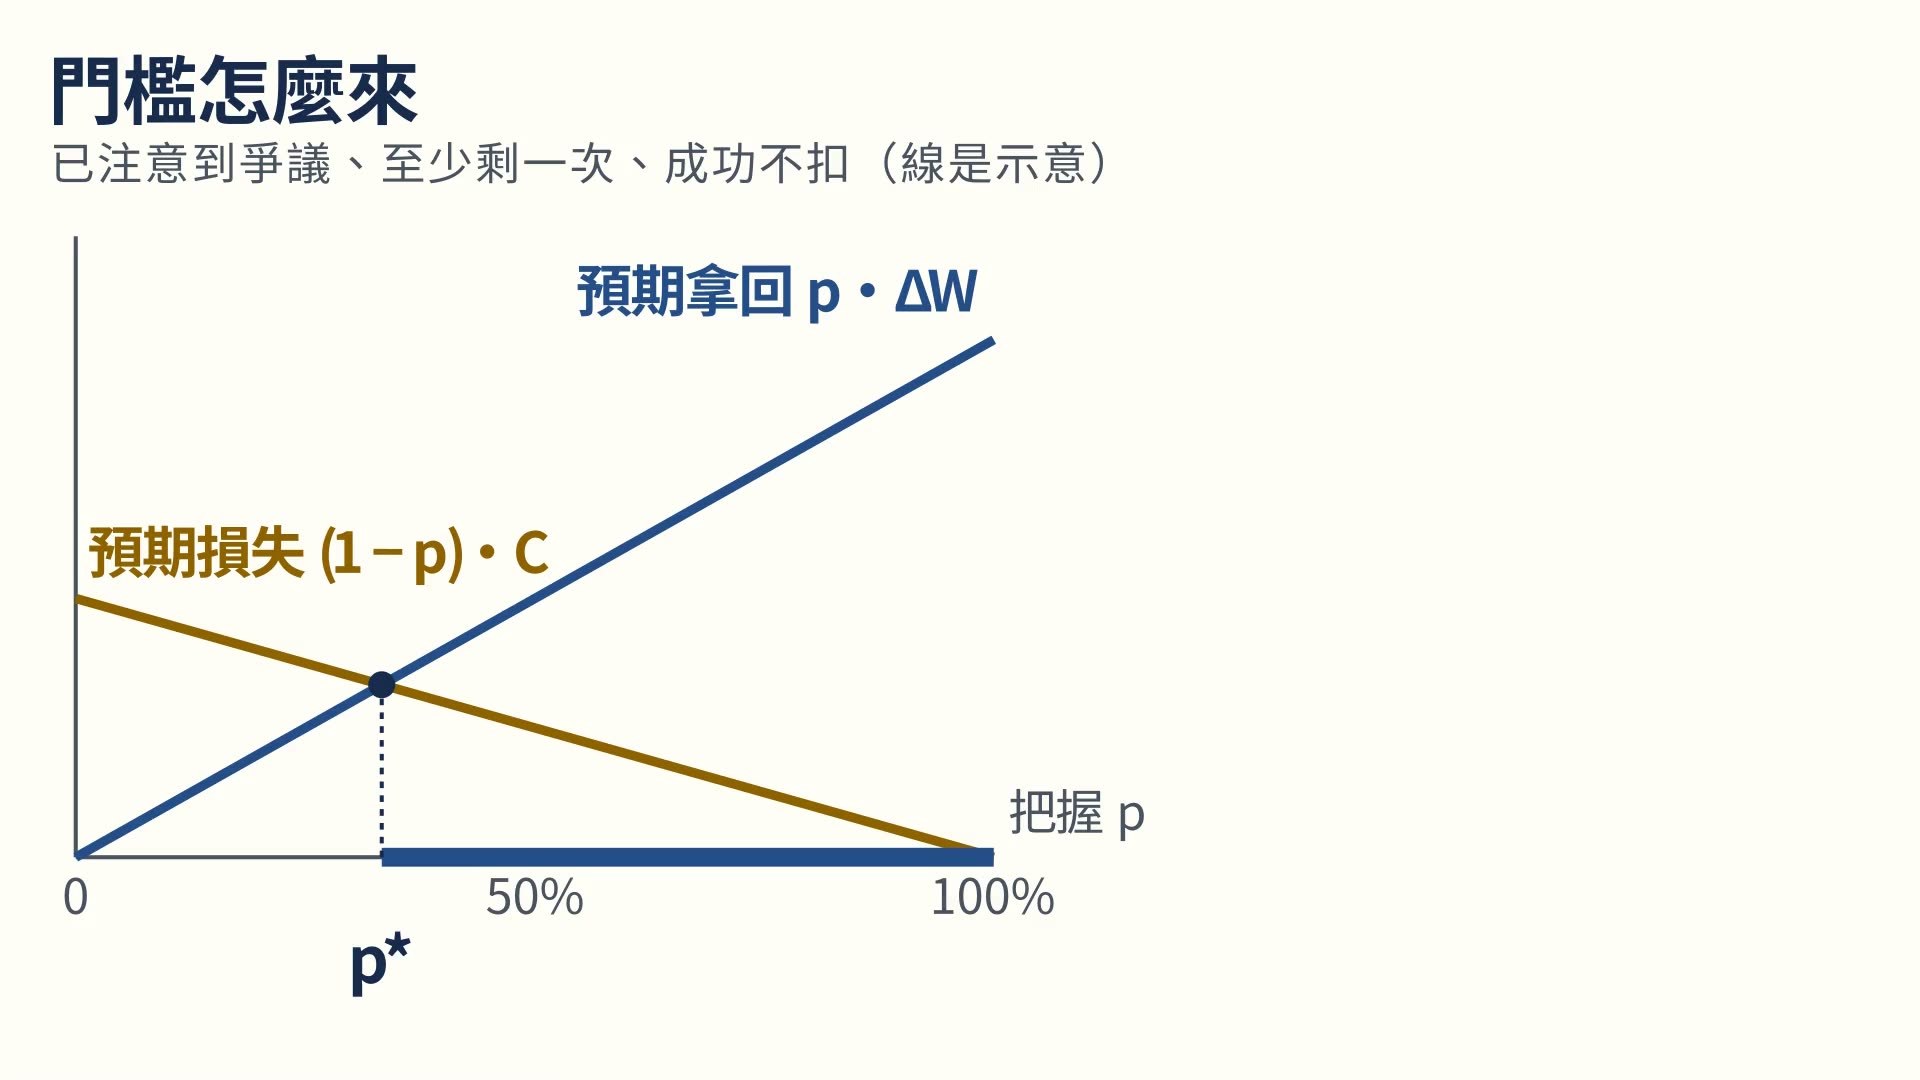 門檻怎麼來
已注意到爭議、至少剩一次、成功不扣（線是示意）
預期拿回 p・ΔW
預期損失 (1 − p)・C
把握 p
0
50%
100%
p*